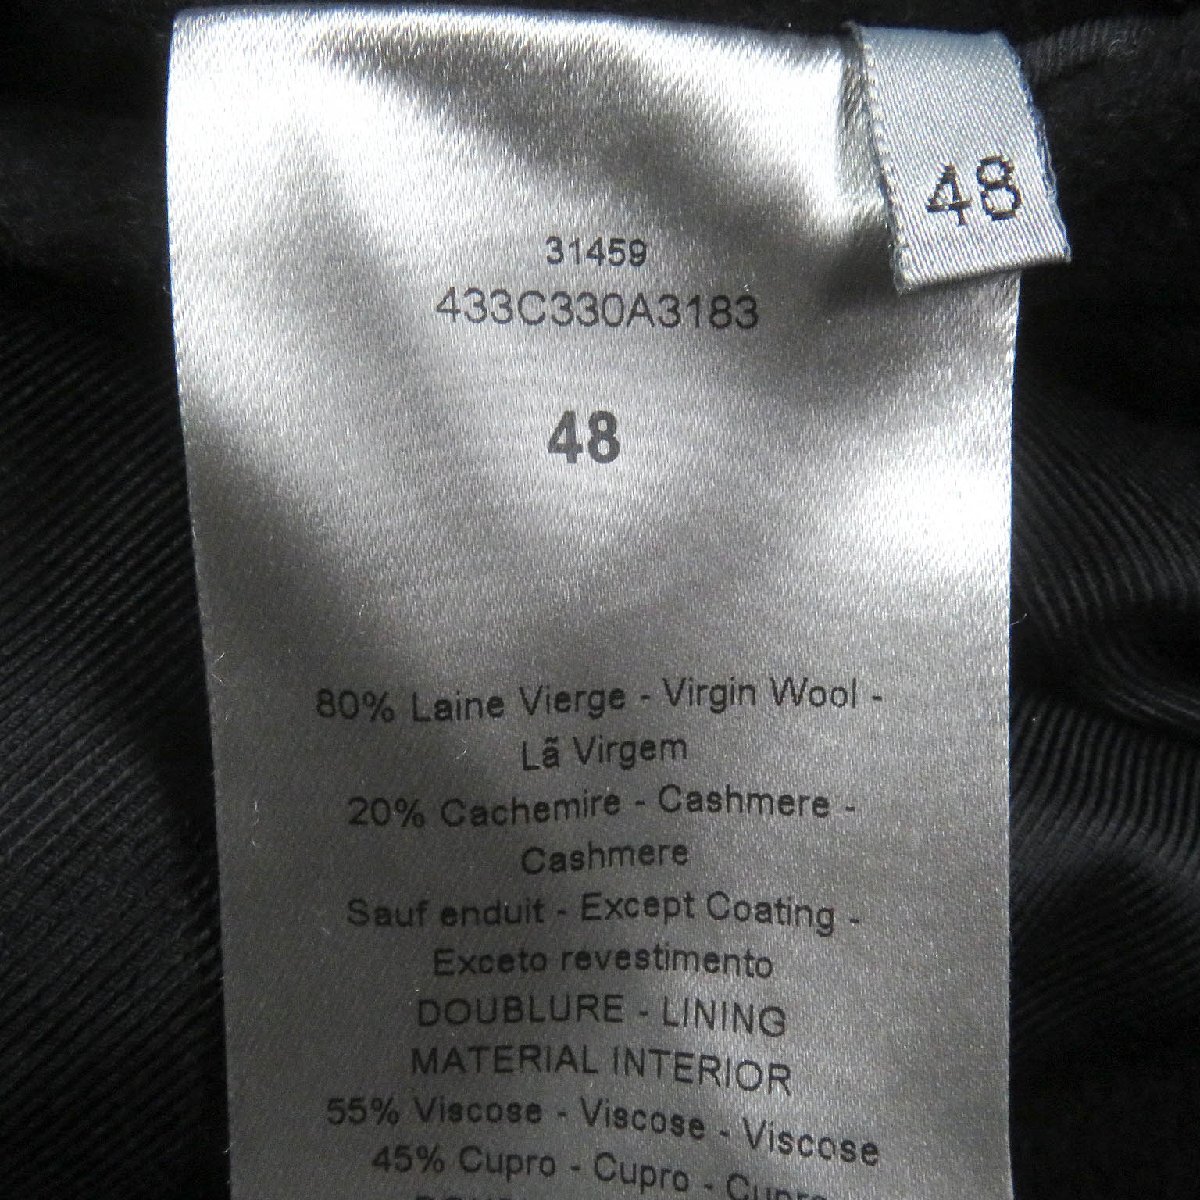 48
31459
433C330A3183
48
80% Laine Vierge - Virgin Wool -
Lã Virgem
20% Cachemire - Cashmere -
Cashmere
Sauf enduit - Except Coating -
Exceto revestimento
DOUBLURE - LINING
MATERIAL INTERIOR
55% Viscose - Viscose - Viscose
45% Cupro - Cupro - Cupro